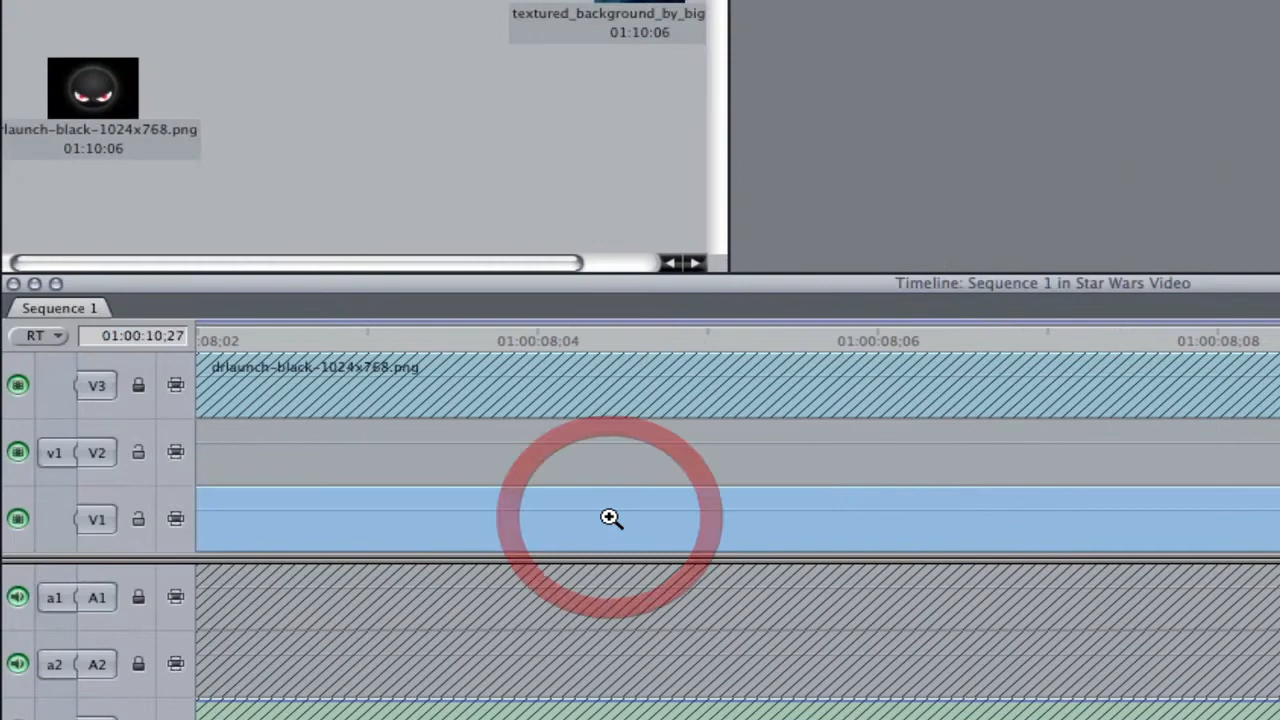 textured_background_by_big
01:10:06
rlaunch-black-1024x768.png
01:10:06
Timeline: Sequence 1 in Star Wars Video
Sequence 1
RT 01:00:10;27 :08;02 01:00:08;04 01:00:08;06 01:00:08;08
drlaunch-black-1024x768.png
V3
v1 V2
V1
a1 A1
a2 A2